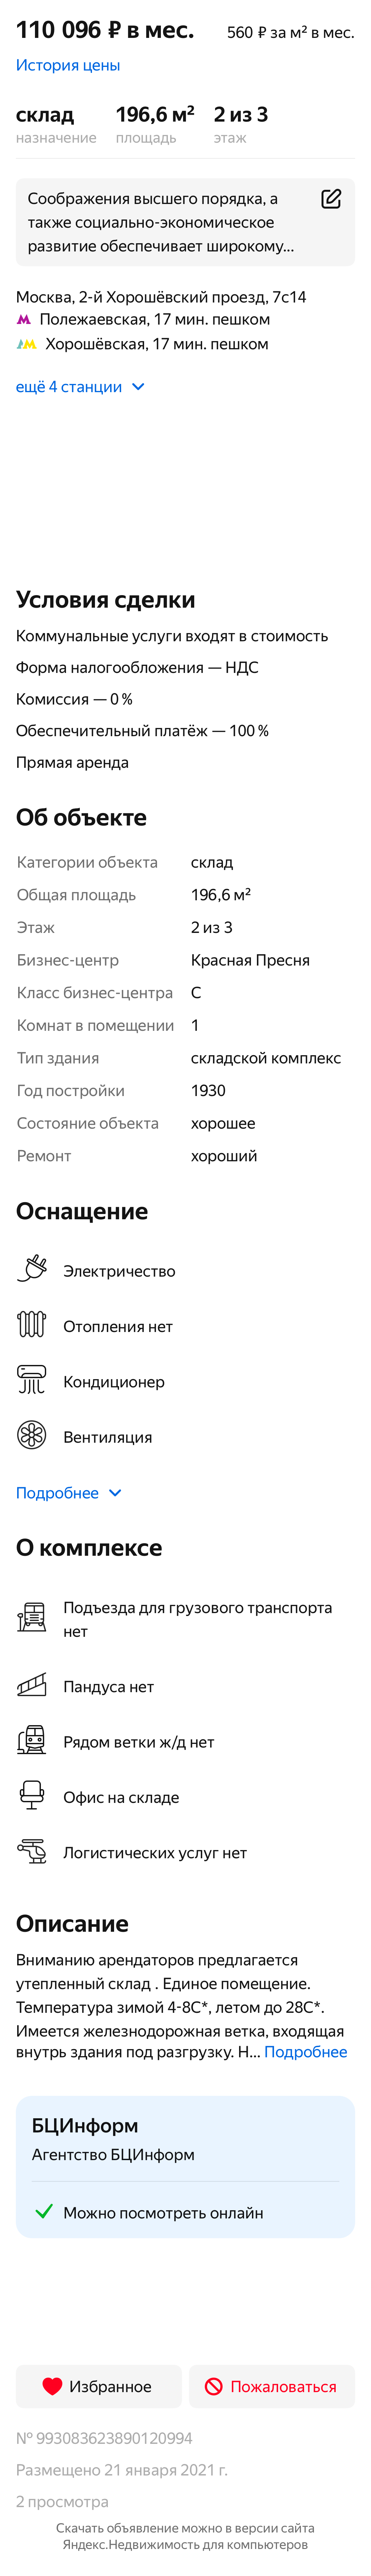 110 096 ₽ в мес. 560 ₽ за м² в мес.
История цены
склад 196,6 м² 2 из 3
назначение площадь этаж
Соображения высшего порядка, а
также социально-экономическое
развитие обеспечивает широкому...
Москва, 2-й Хорошёвский проезд, 7с14
Полежаевская, 17 мин. пешком
Хорошёвская, 17 мин. пешком
ещё 4 станции
Условия сделки
Коммунальные услуги входят в стоимость
Форма налогообложения — НДС
Комиссия — 0 %
Обеспечительный платёж — 100 %
Прямая аренда
Об объекте
Категории объекта склад
Общая площадь 196,6 м²
Этаж 2 из 3
Бизнес-центр Красная Пресня
Класс бизнес-центра C
Комнат в помещении 1
Тип здания складской комплекс
Год постройки 1930
Состояние объекта хорошее
Ремонт хороший
Оснащение
Электричество
Отопления нет
Кондиционер
Вентиляция
Подробнее
О комплексе
Подъезда для грузового транспорта
нет
Пандуса нет
Рядом ветки ж/д нет
Офис на складе
Логистических услуг нет
Описание
Вниманию арендаторов предлагается
утепленный склад . Единое помещение.
Температура зимой 4-8С*, летом до 28С*.
Имеется железнодорожная ветка, входящая
внутрь здания под разгрузку. Н... Подробнее
БЦИнформ
Агентство БЦИнформ
Можно посмотреть онлайн
Избранное Пожаловаться
№ 993083623890120994
Размещено 21 января 2021 г.
2 просмотра
Скачать объявление можно в версии сайта
Яндекс.Недвижимость для компьютеров